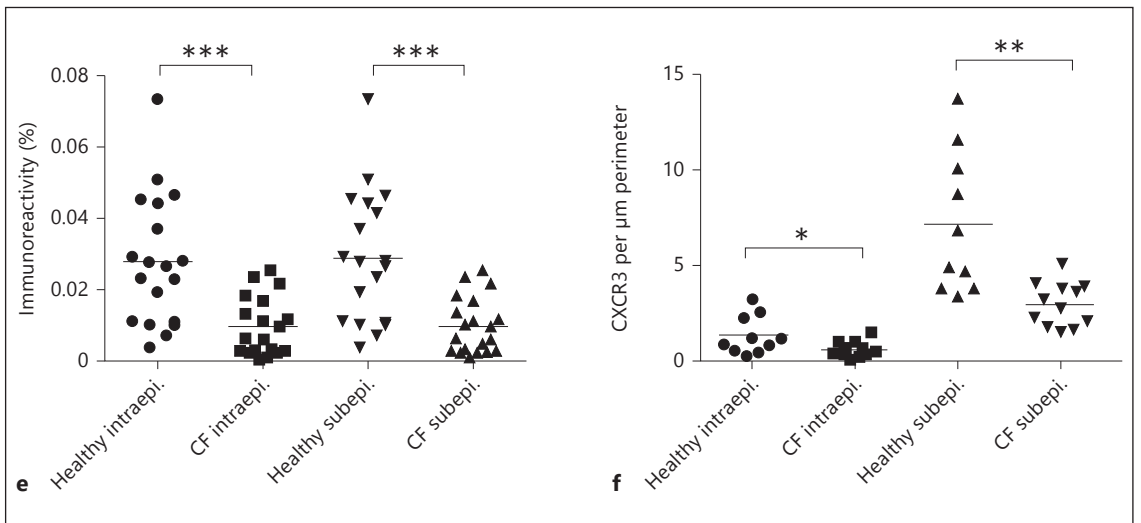 ***
***
0.08
0.06
0.04
0.02
0
Immunoreactivity (%)
Healthy intraepi.
CF intraepi.
Healthy subepi.
CF subepi.
e
**
*
15
10
5
0
CXCR3 per µm perimeter
Healthy intraepi.
CF intraepi.
Healthy subepi.
CF subepi.
f